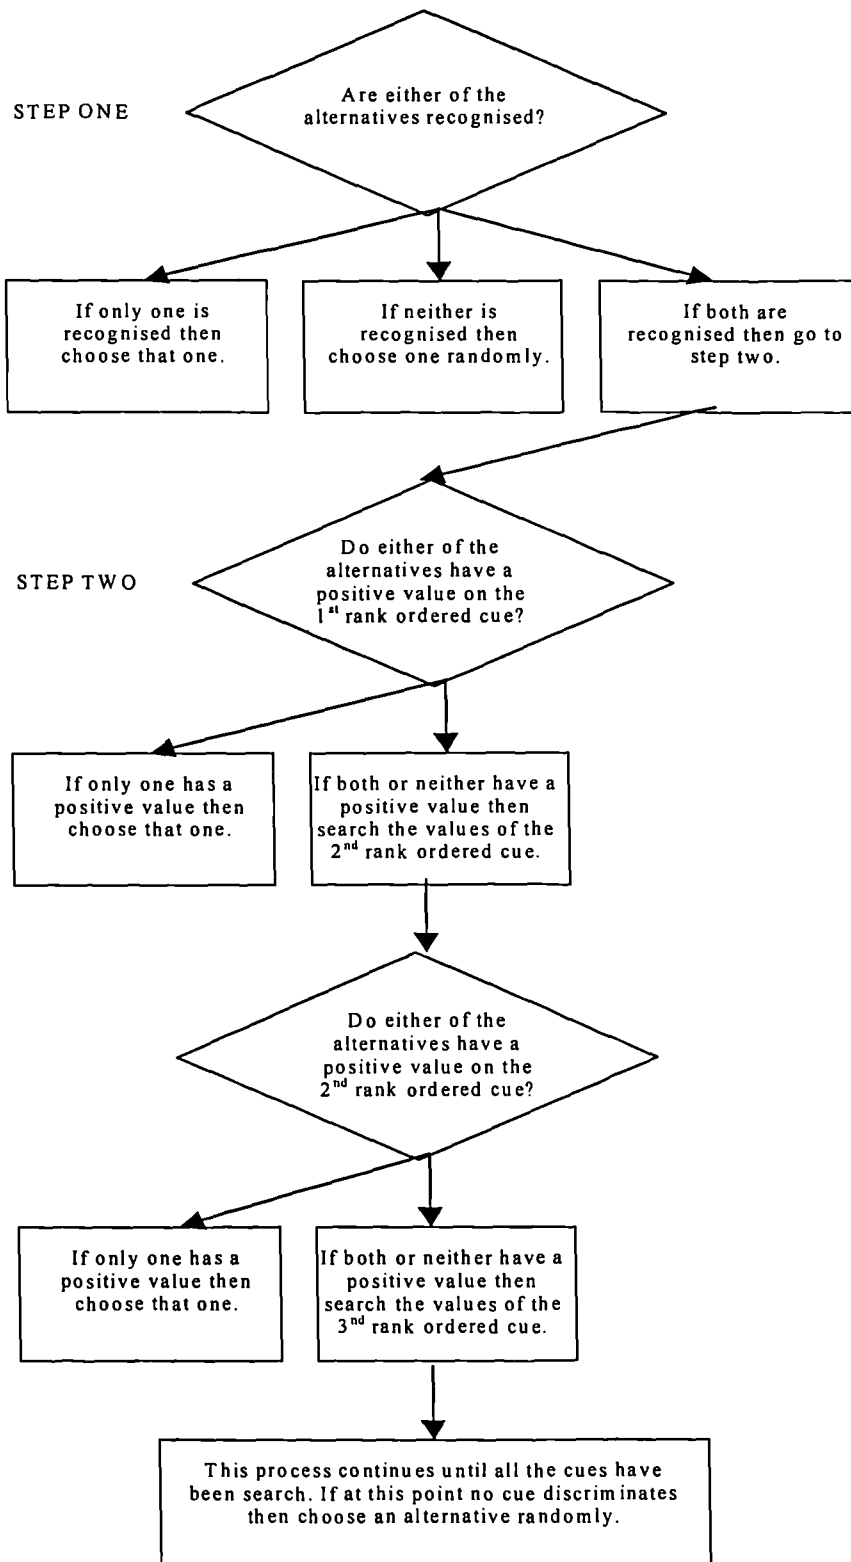 STEP ONE
Are either of the
alternatives recognised?
If only one is
recognised then
choose that one.
If neither is
recognised then
choose one randomly.
If both are
recognised then go to
step two.
STEP TWO
Do either of the
alternatives have a
positive value on the
1st rank ordered cue?
If only one has a
positive value then
choose that one.
If both or neither have a
positive value then
search the values of the
2nd rank ordered cue.
Do either of the
alternatives have a
positive value on the
2nd rank ordered cue?
If only one has a
positive value then
choose that one.
If both or neither have a
positive value then
search the values of the
3nd rank ordered cue.
This process continues until all the cues have
been search. If at this point no cue discriminates
then choose an alternative randomly.